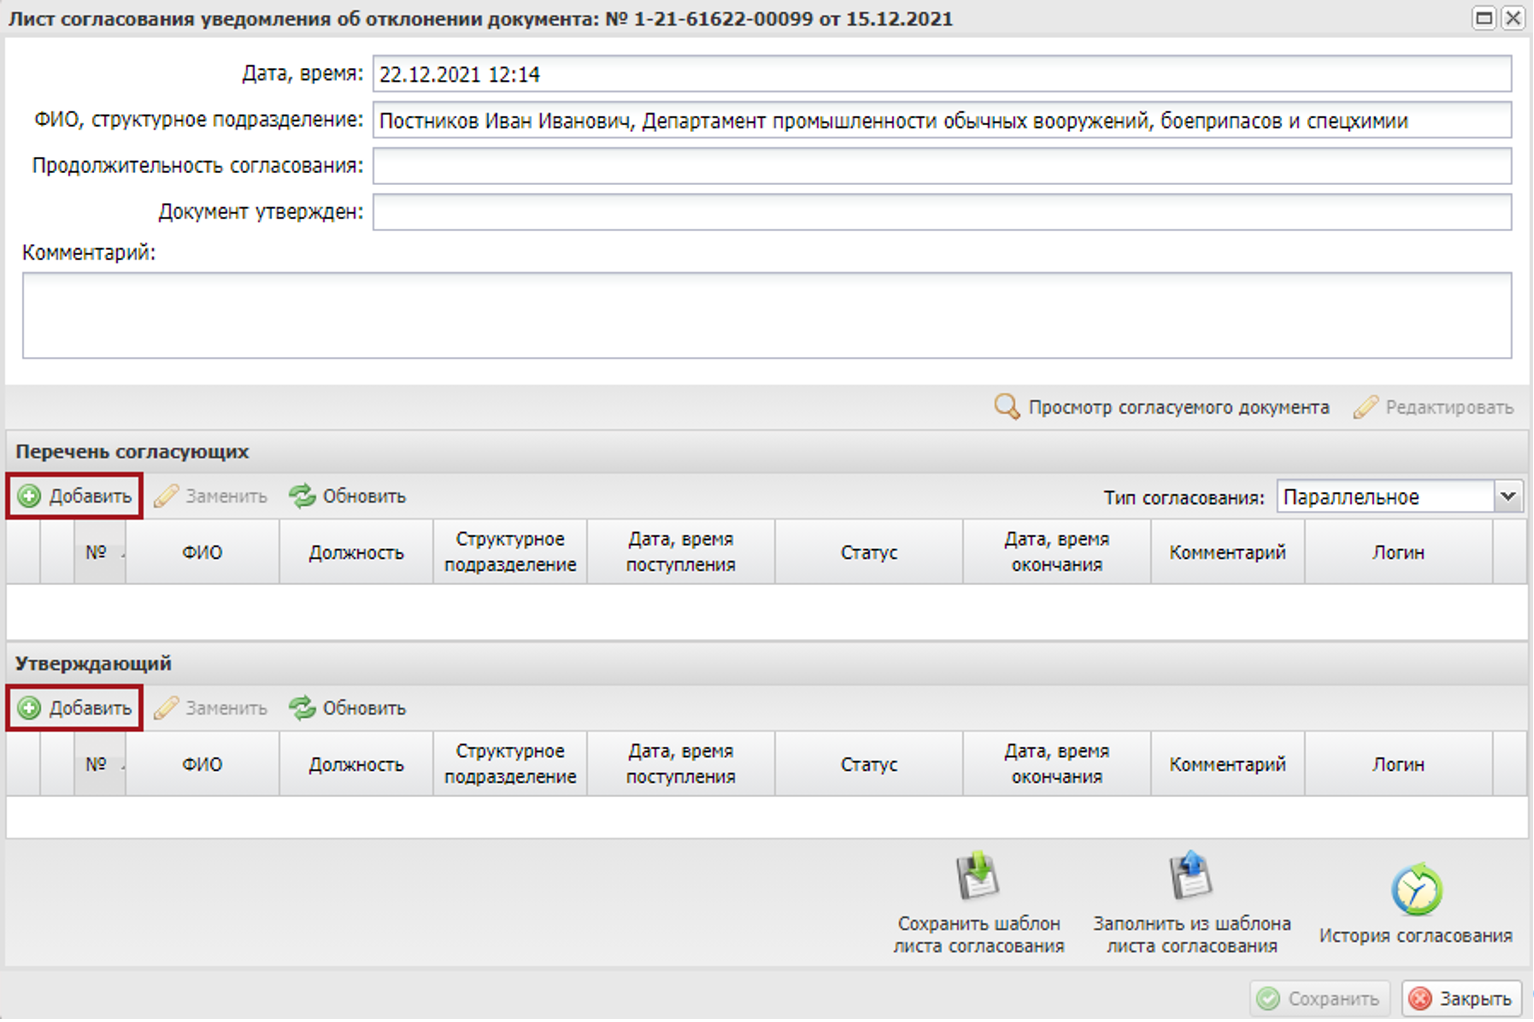 Лист согласования уведомления об отклонении документа: № 1-21-61622-00099 от 15.12.2021
Дата, время: 22.12.2021 12:14
ФИО, структурное подразделение: Постников Иван Иванович, Департамент промышленности обычных вооружений, боеприпасов и спецхимии
Продолжительность согласования:
Документ утвержден:
Комментарий:
Просмотр согласуемого документа Редактировать
Перечень согласующих
Добавить Заменить Обновить Тип согласования: Параллельное
№ ФИО Должность Структурное подразделение Дата, время поступления Статус Дата, время окончания Комментарий Логин
Утверждающий
Добавить Заменить Обновить
№ ФИО Должность Структурное подразделение Дата, время поступления Статус Дата, время окончания Комментарий Логин
Сохранить шаблон листа согласования
Заполнить из шаблона листа согласования
История согласования
Сохранить Закрыть